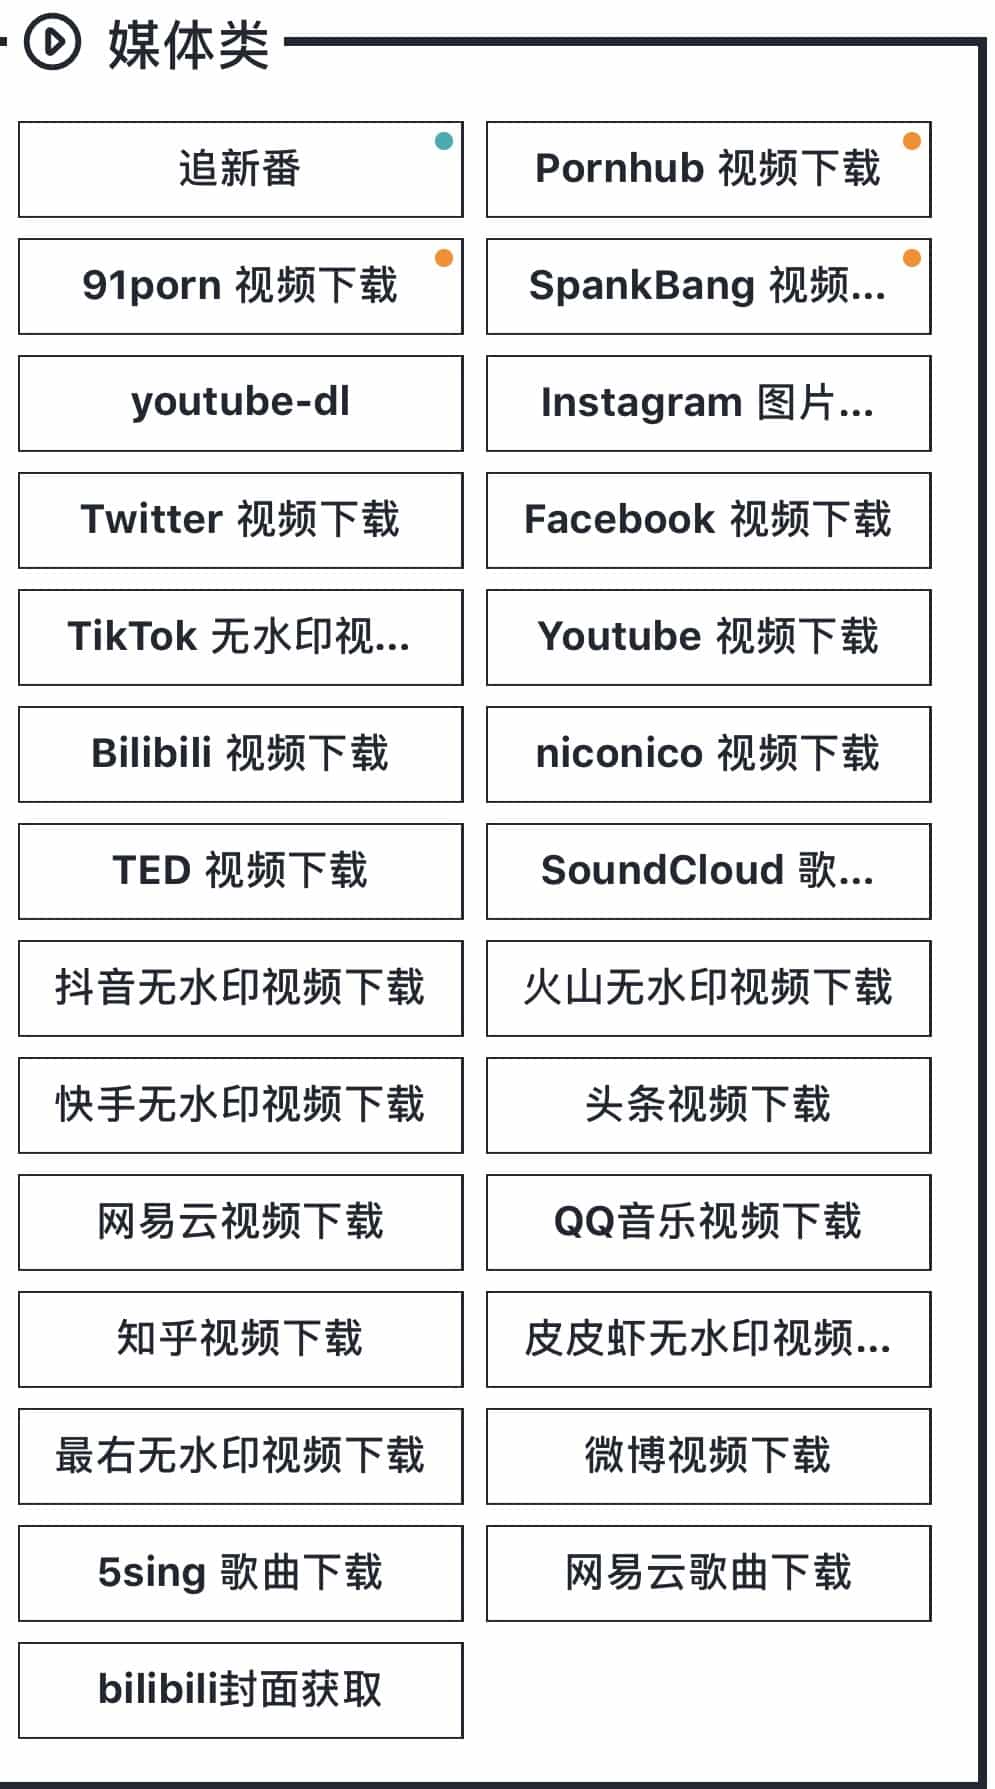 媒体类
追新番
Pornhub 视频下载
91porn 视频下载
SpankBang 视频...
youtube-dl
Instagram 图片...
Twitter 视频下载
Facebook 视频下载
TikTok 无水印视...
Youtube 视频下载
Bilibili 视频下载
niconico 视频下载
TED 视频下载
SoundCloud 歌...
抖音无水印视频下载
火山无水印视频下载
快手无水印视频下载
头条视频下载
网易云视频下载
QQ音乐视频下载
知乎视频下载
皮皮虾无水印视频...
最右无水印视频下载
微博视频下载
5sing 歌曲下载
网易云歌曲下载
bilibili封面获取